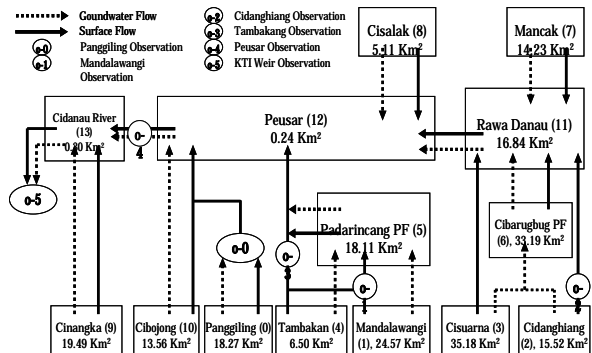 Goundwater Flow
Surface Flow
o-0 Panggiling Observation
o-1 Mandalawangi
Observation
o-2 Cidanghiang Observation
o-3 Tambakang Observation
o-4 Peusar Observation
o-5 KTI Weir Observation
Cisalak (8)
5.11 Km²
Mancak (7)
14.23 Km²
Cidanau River
(13)
0.80 Km²
o-
4
Peusar (12)
0.24 Km²
Rawa Danau (11)
16.84 Km²
o-5
Padarincang PF (5)
18.11 Km²
Cibarugbug PF
(6), 33.19 Km²
o-0
o-
3
o-
o-
Cinangka (9)
19.49 Km²
Cibojong (10)
13.56 Km²
Panggiling (0)
18.27 Km²
Tambakan (4)
6.50 Km²
Mandalawangi
(1), 24.57 Km²
Cisuarna (3)
35.18 Km²
Cidanghiang
(2), 15.52 Km²